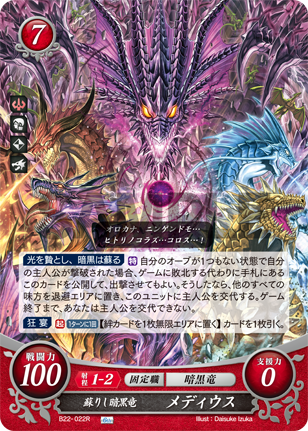 7
オロカナ、ニンゲンドモ…
ヒトリノコラズ…コロス…!
光を贄とし、暗黒は蘇る 特 自分のオーブが1つもない状態で自分
の主人公が撃破された場合、ゲームに敗北する代わりに手札にある
このカードを公開して、出撃させてもよい。そうしたなら、他のすべての
味方を退避エリアに置き、このユニットに主人公を交代する。ゲーム
終了まで、あなたは主人公を交代できない。
狂宴 起 1ターンに1回 【絆カードを1枚無限エリアに置く】 カードを1枚引く。
戦闘力
100
射程
1-2
固定職
暗黒竜
支援力
0
蘇りし暗黒竜 メディウス
B22-022R
Illust : Daisuke Izuka